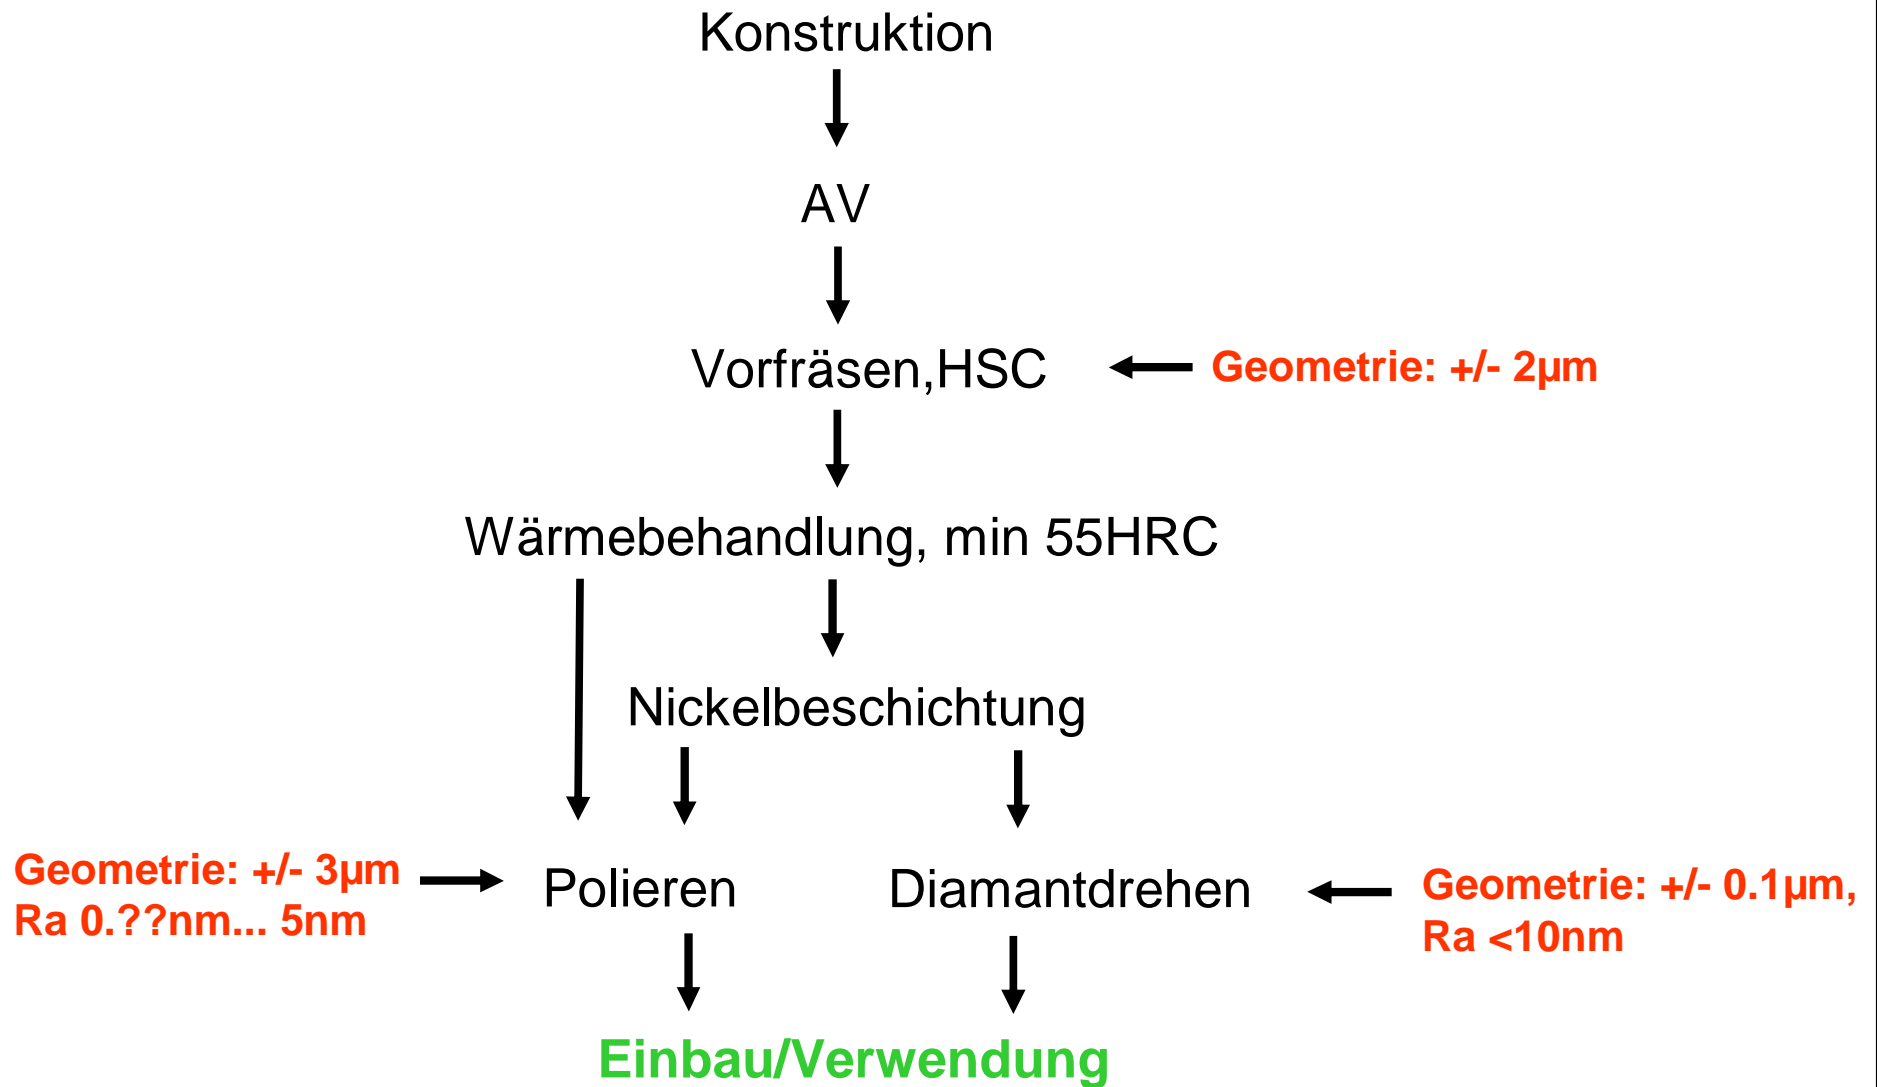 Konstruktion
AV
Vorfräsen,HSC
Geometrie: +/- 2µm
Wärmebehandlung, min 55HRC
Nickelbeschichtung
Geometrie: +/- 3µm
Ra 0.??nm... 5nm
Polieren
Diamantdrehen
Geometrie: +/- 0.1µm,
Ra <10nm
Einbau/Verwendung